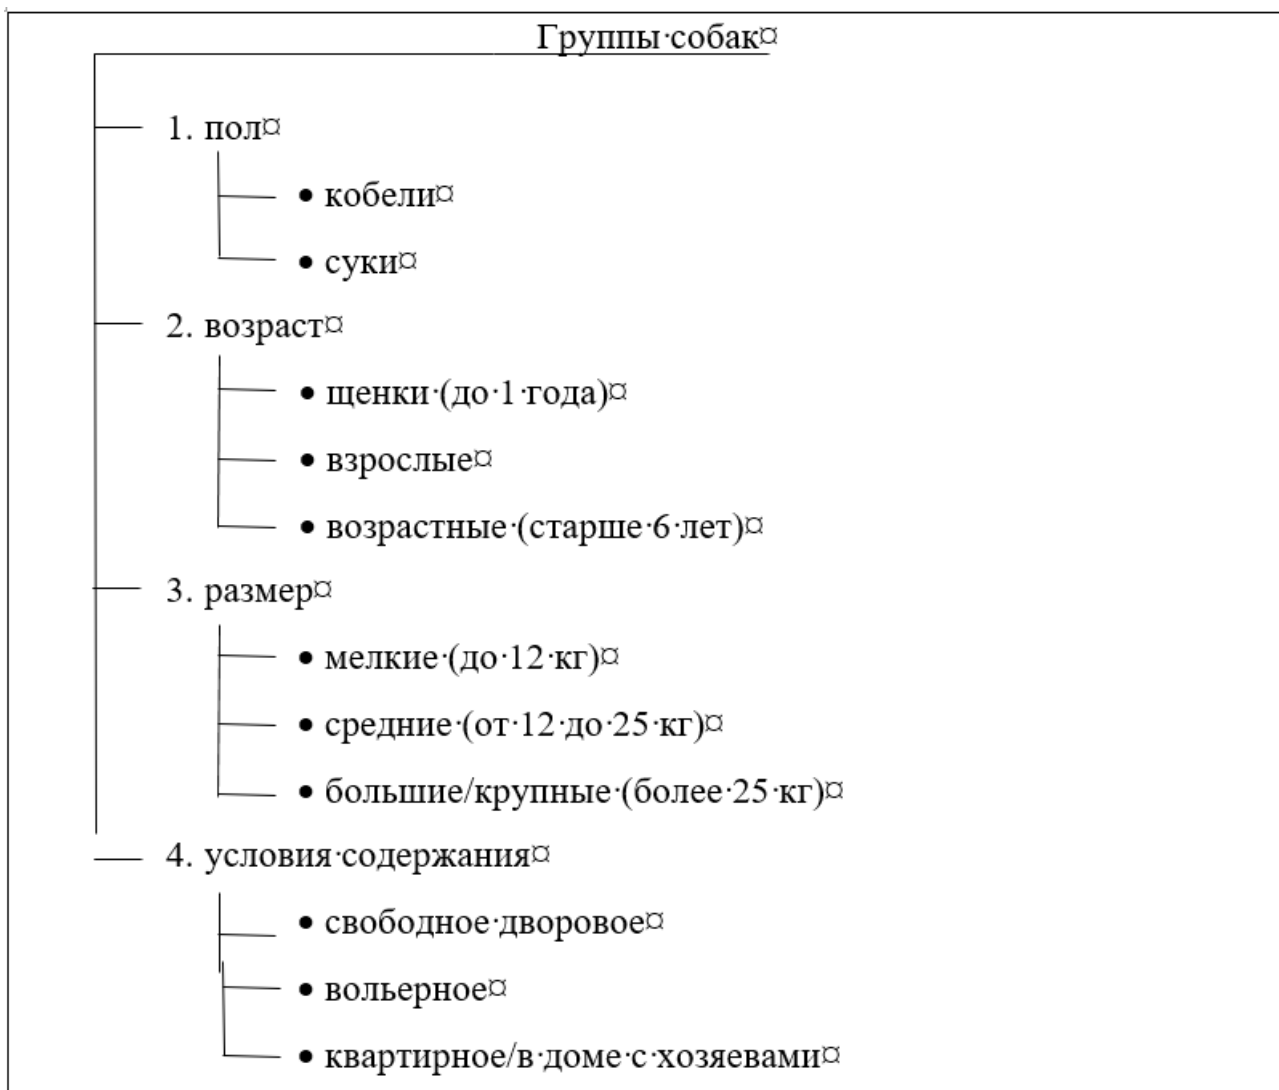 Группы собак
1. пол
• кобели
• суки
2. возраст
• щенки (до 1 года)
• взрослые
• возрастные (старше 6 лет)
3. размер
• мелкие (до 12 кг)
• средние (от 12 до 25 кг)
• большие/крупные (более 25 кг)
4. условия содержания
• свободное дворовое
• вольерное
• квартирное/в доме с хозяевами